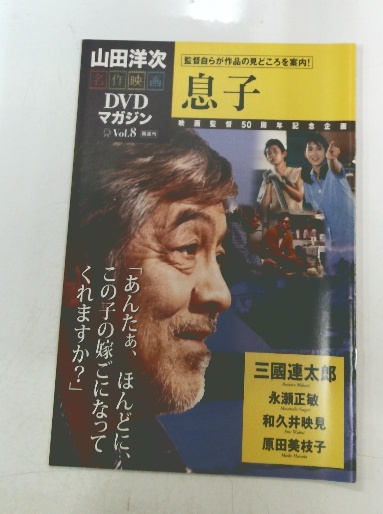 山田洋次
名作映画
DVD
マガジン
Vol.8
監督自らが作品の見どころを案内!
息子
映画監督50周年記念企画
「あんたぁ、ほんどに、
この子の嫁ごになって
くれますか?」
三國連太郎
永瀬正敏
和久井映見
原田美枝子